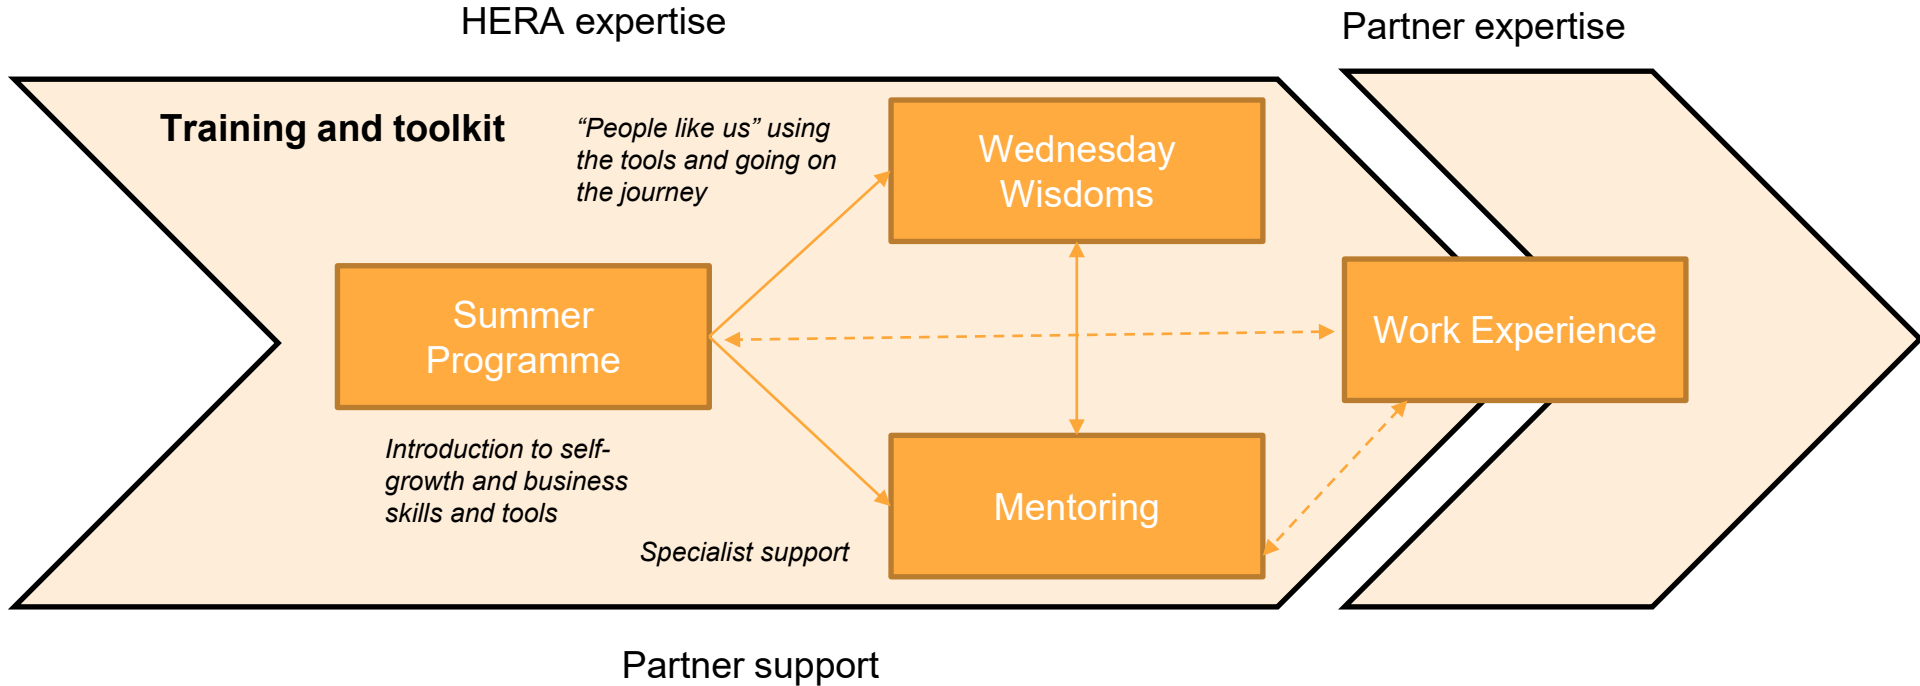 HERA expertise
Partner expertise
Training and toolkit
“People like us” using
the tools and going on
the journey
Wednesday
Wisdoms
Summer
Programme
Work Experience
Introduction to self-
growth and business
skills and tools
Mentoring
Specialist support
Partner support